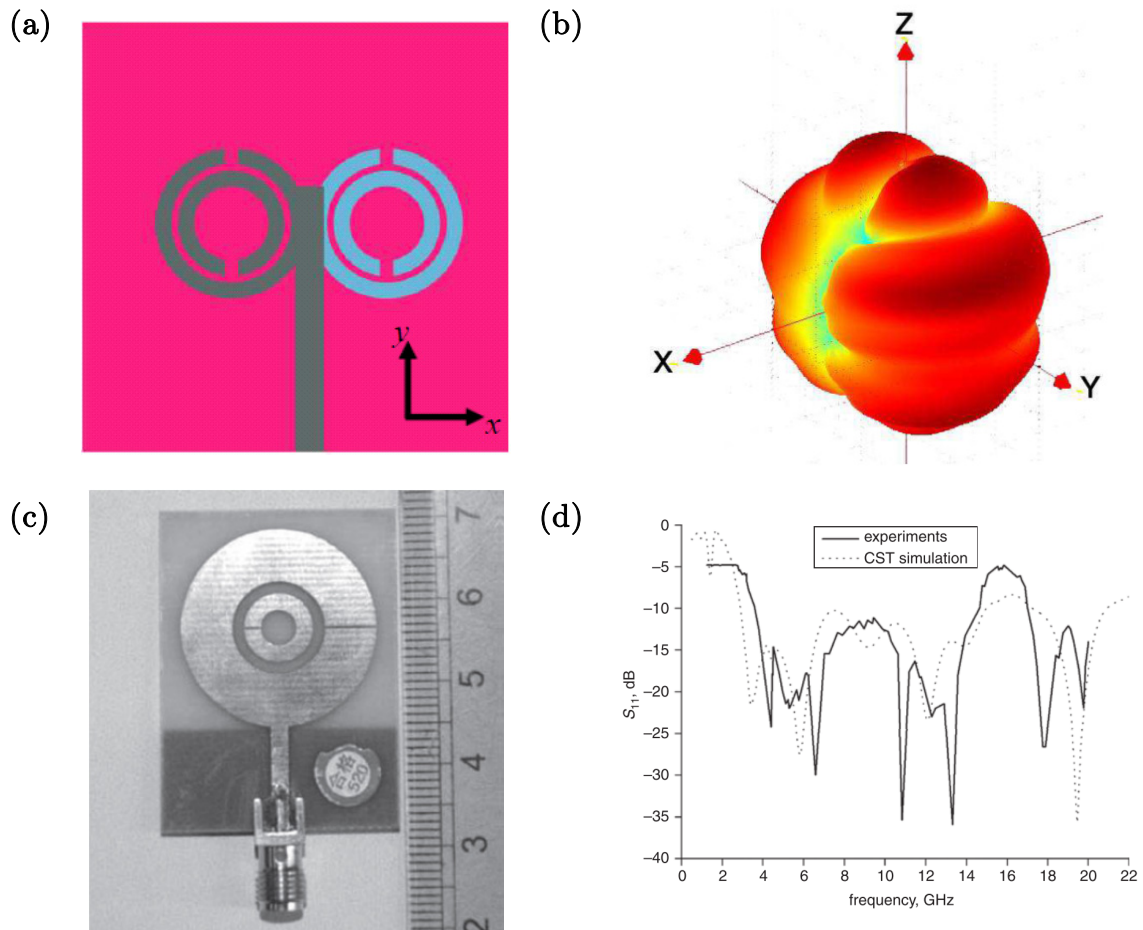 (a)
y
x
(b)
Z
X
Y
(c)
7
6
5
4
3
2
合格
520
(d)
experiments
CST simulation
S11, dB
0
−5
−10
−15
−20
−25
−30
−35
−40
0 2 4 6 8 10 12 14 16 18 20 22
frequency, GHz